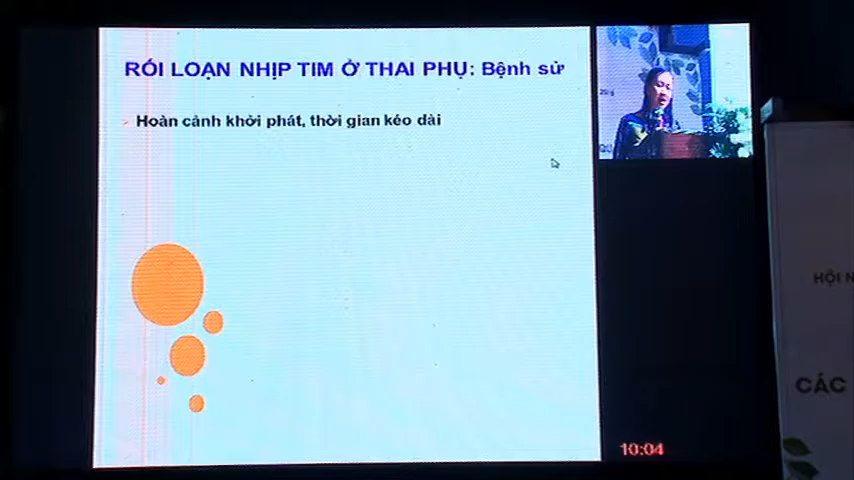 RỐI LOẠN NHỊP TIM Ở THAI PHỤ: Bệnh sử
Hoàn cảnh khởi phát, thời gian kéo dài
HỘI N
CÁC
10:04